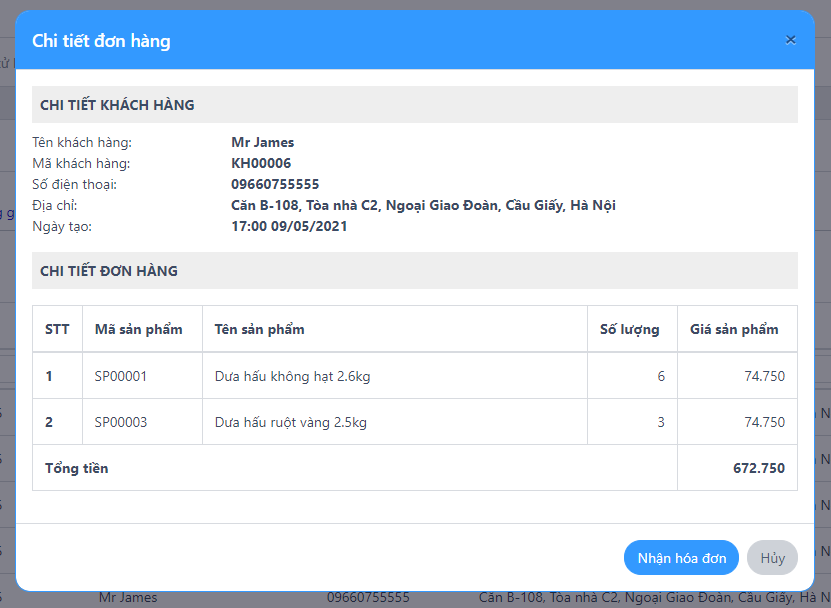 Chi tiết đơn hàng ×
CHI TIẾT KHÁCH HÀNG
Tên khách hàng: Mr James
Mã khách hàng: KH00006
Số điện thoại: 09660755555
Địa chỉ: Căn B-108, Tòa nhà C2, Ngoại Giao Đoàn, Cầu Giấy, Hà Nội
Ngày tạo: 17:00 09/05/2021
CHI TIẾT ĐƠN HÀNG
STT Mã sản phẩm Tên sản phẩm Số lượng Giá sản phẩm
1 SP00001 Dưa hấu không hạt 2.6kg 6 74.750
2 SP00003 Dưa hấu ruột vàng 2.5kg 3 74.750
Tổng tiền 672.750
Nhận hóa đơn Hủy
Mr James 09660755555 Căn B-108, Tòa nhà C2, Ngoại Giao Đoàn, Cầu Giấy, Hà N